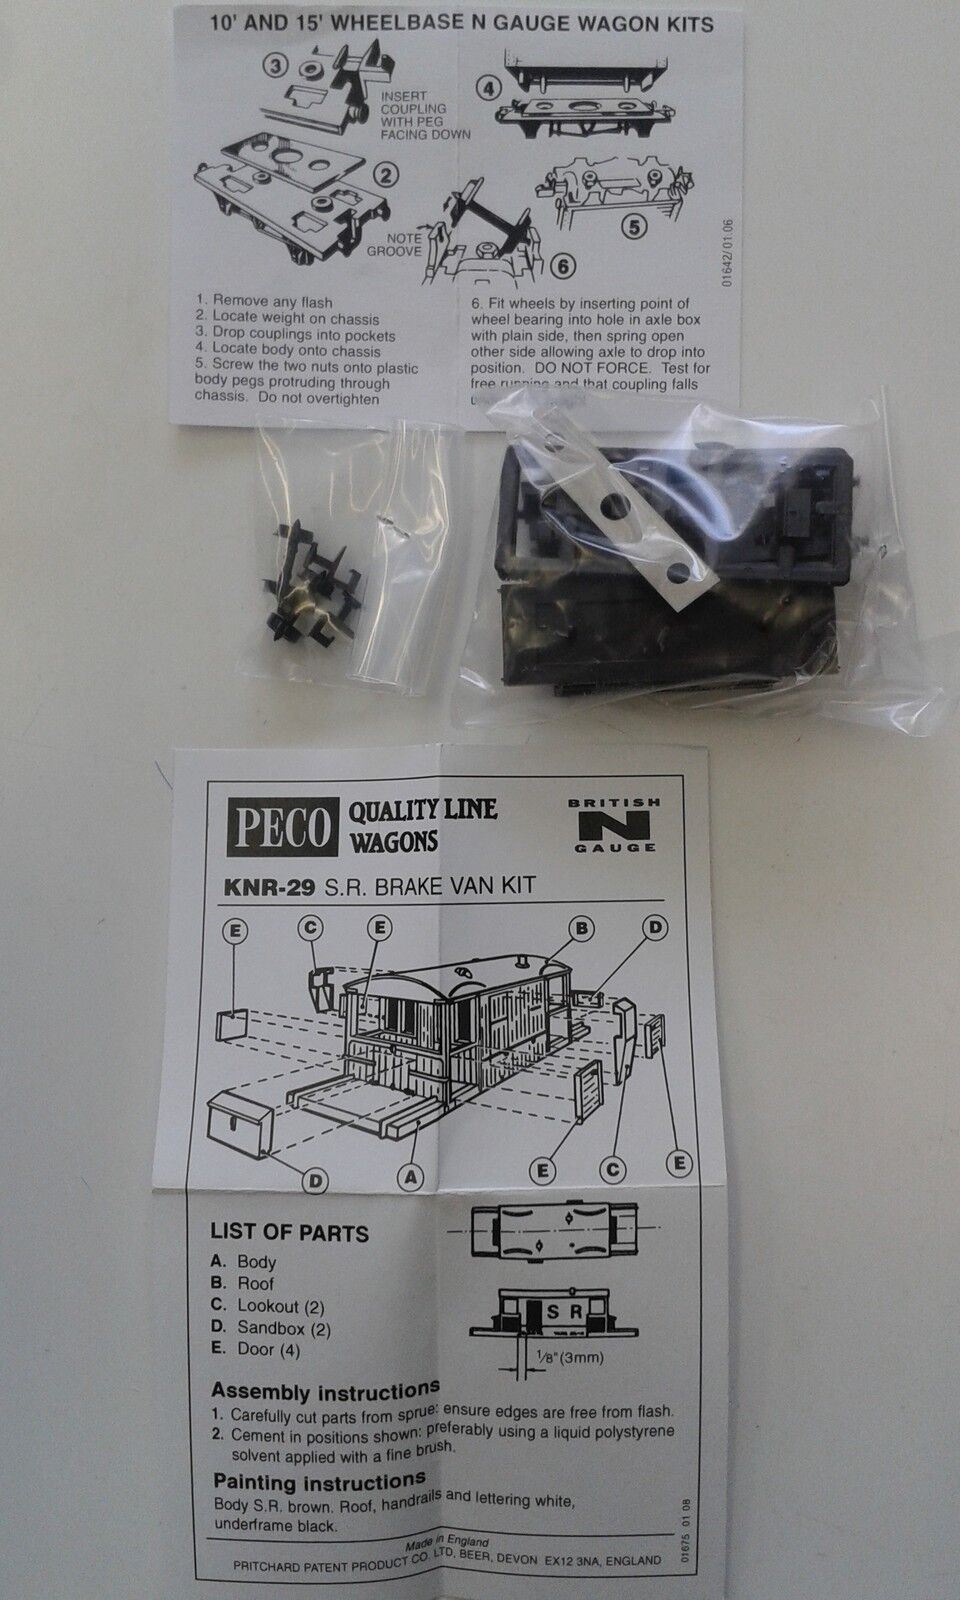 10' AND 15' WHEELBASE N GAUGE WAGON KITS
3
INSERT
COUPLING
WITH PEG
FACING DOWN
4
2
NOTE
GROOVE
6
5
01642/01.06
1. Remove any flash
2. Locate weight on chassis
3. Drop couplings into pockets
4. Locate body onto chassis
5. Screw the two nuts onto plastic
body pegs protruding through
chassis. Do not overtighten
6. Fit wheels by inserting point of
wheel bearing into hole in axle box
with plain side, then spring open
other side allowing axle to drop into
position. DO NOT FORCE. Test for
free running and that coupling falls
PECO QUALITY LINE
WAGONS
BRITISH
N
GAUGE
KNR-29 S.R. BRAKE VAN KIT
E
C
E
B
D
D
A
E
C
E
LIST OF PARTS
A. Body
B. Roof
C. Lookout (2)
D. Sandbox (2)
E. Door (4)
S R
1/8" (3mm)
Assembly instructions
1. Carefully cut parts from sprue: ensure edges are free from flash.
2. Cement in positions shown: preferably using a liquid polystyrene
solvent applied with a fine brush.
Painting instructions
Body S.R. brown. Roof, handrails and lettering white,
underframe black.
01675 01 08
Made in England
PRITCHARD PATENT PRODUCT CO. LTD, BEER, DEVON EX12 3NA, ENGLAND